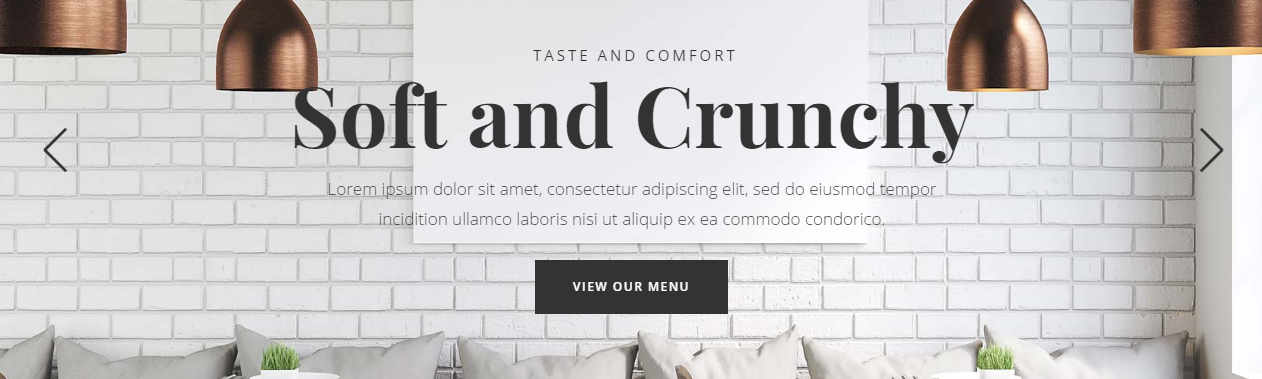 TASTE AND COMFORT
Soft and Crunchy
Lorem ipsum dolor sit amet, consectetur adipiscing elit, sed do eiusmod tempor
incidition ullamco laboris nisi ut aliquip ex ea commodo condorico.
VIEW OUR MENU